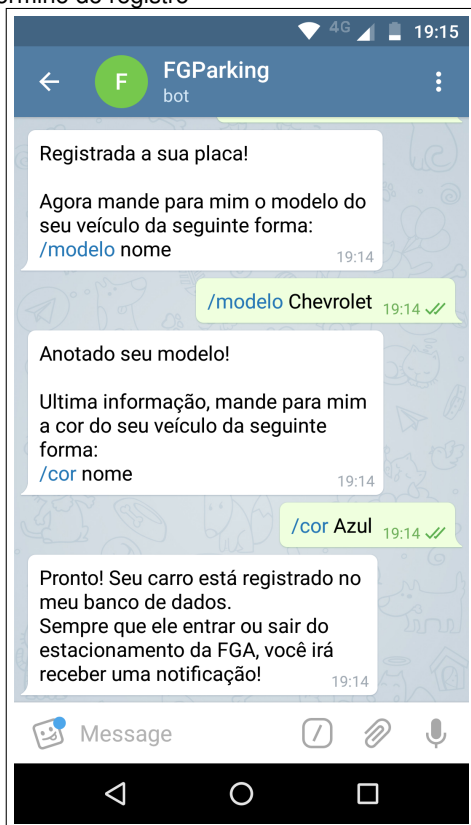 4G 19:15
F FGParking
bot
Registrada a sua placa!
Agora mande para mim o modelo do
seu veículo da seguinte forma:
/modelo nome 19:14
/modelo Chevrolet 19:14
Anotado seu modelo!
Ultima informação, mande para mim
a cor do seu veículo da seguinte
forma:
/cor nome 19:14
/cor Azul 19:14
Pronto! Seu carro está registrado no
meu banco de dados.
Sempre que ele entrar ou sair do
estacionamento da FGA, você irá
receber uma notificação! 19:14
Message